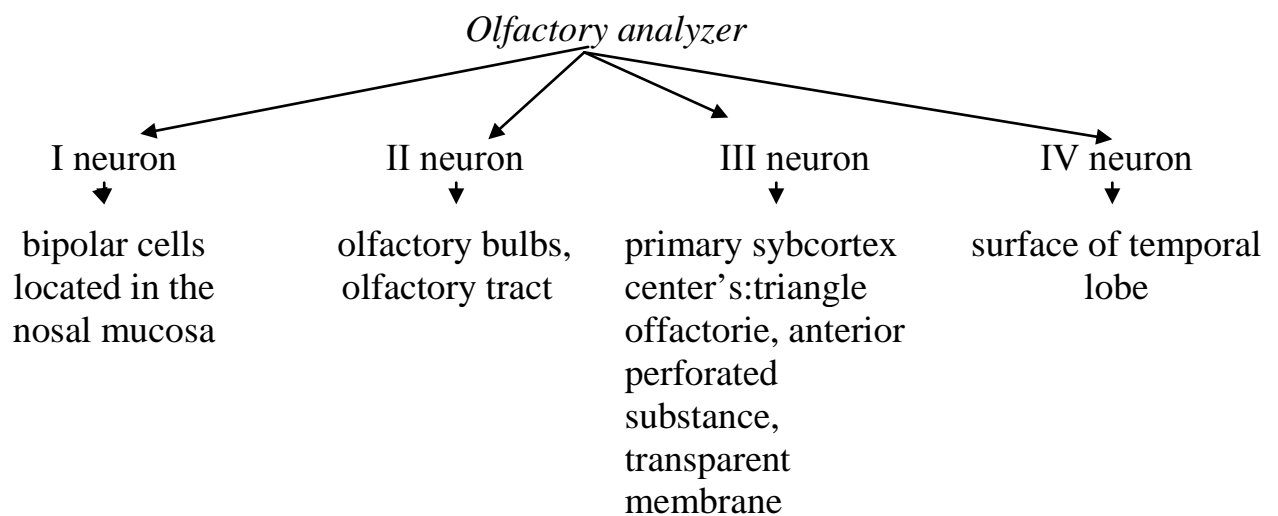 Olfactory analyzer
I neuron
II neuron
III neuron
IV neuron
bipolar cells
located in the
nosal mucosa
olfactory bulbs,
olfactory tract
primary sybcortex
center’s:triangle
offactorie, anterior
perforated
substance,
transparent
membrane
surface of temporal
lobe